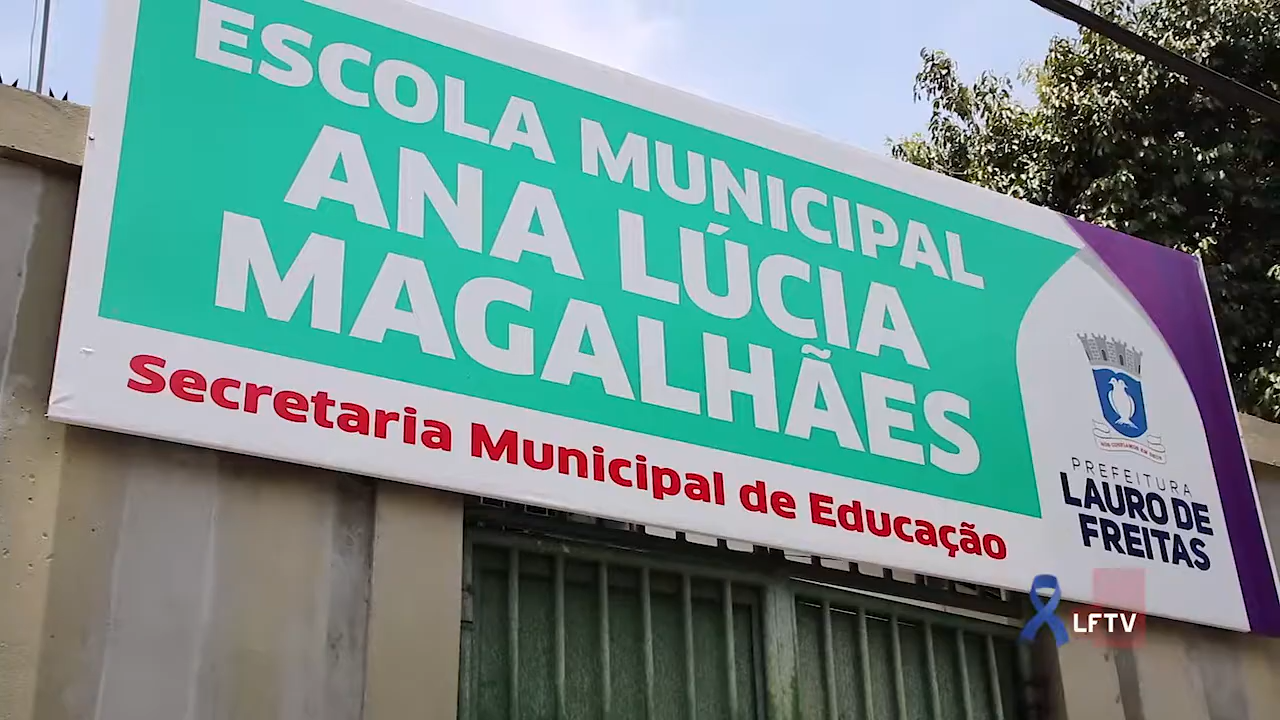 ESCOLA MUNICIPAL
ANA LÚCIA
MAGALHÃES
Secretaria Municipal de Educação
PREFEITURA
LAURO DE
FREITAS
LFTV